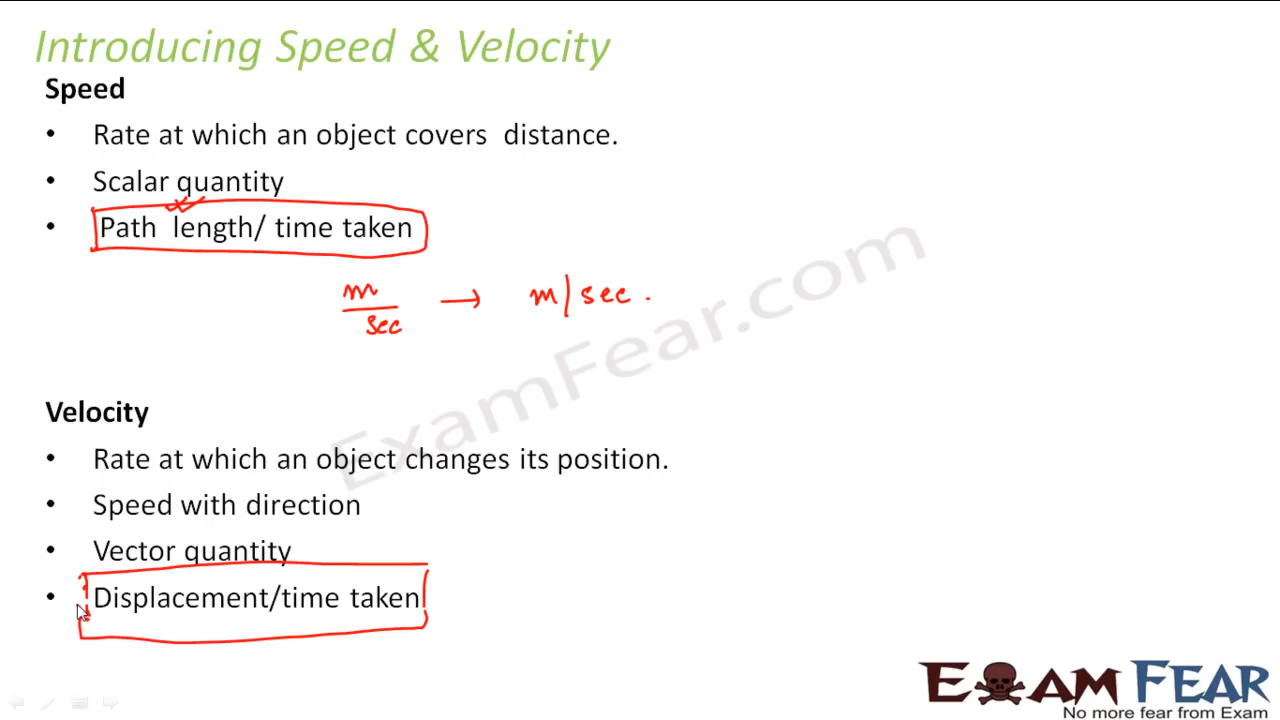 Introducing Speed & Velocity
Speed
• Rate at which an object covers distance.
• Scalar quantity
• Path length/ time taken
m/sec → m/sec.
ExamFear.com
Velocity
• Rate at which an object changes its position.
• Speed with direction
• Vector quantity
• Displacement/time taken
EXAM FEAR
No more fear from Exam